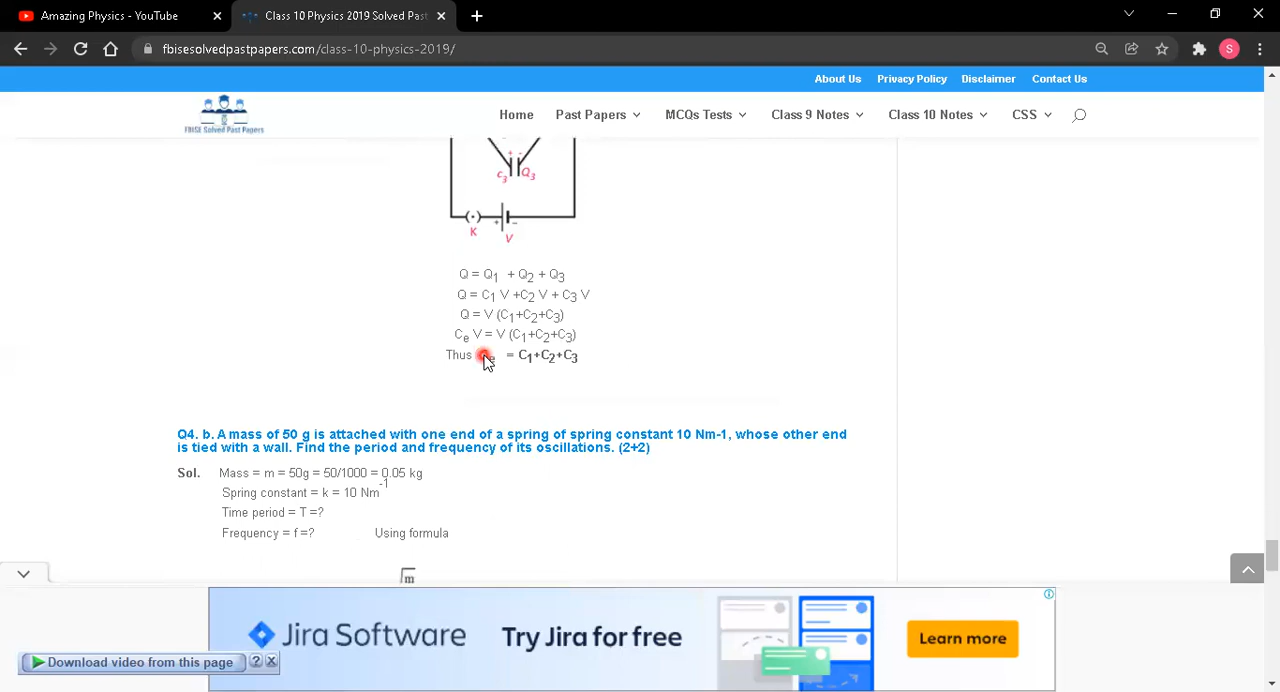 Amazing Physics - YouTube
Class 10 Physics 2019 Solved Past
fbisesolvedpastpapers.com/class-10-physics-2019/
S
About Us Privacy Policy Disclaimer Contact Us
FBISE Solved Past Papers
Home Past Papers MCQs Tests Class 9 Notes Class 10 Notes CSS
+ -
C3 Q3
+ -
K V
Q = Q1 + Q2 + Q3
Q = C1 V +C2 V + C3 V
Q = V (C1+C2+C3)
Ce V = V (C1+C2+C3)
Thus e = C1+C2+C3
Q4. b. A mass of 50 g is attached with one end of a spring of spring constant 10 Nm-1, whose other end
is tied with a wall. Find the period and frequency of its oscillations. (2+2)
Sol. Mass = m = 50g = 50/1000 = 0.05 kg
Spring constant = k = 10 Nm-1
Time period = T =?
Frequency = f =? Using formula
√m
Jira Software Try Jira for free Learn more
Download video from this page ? X